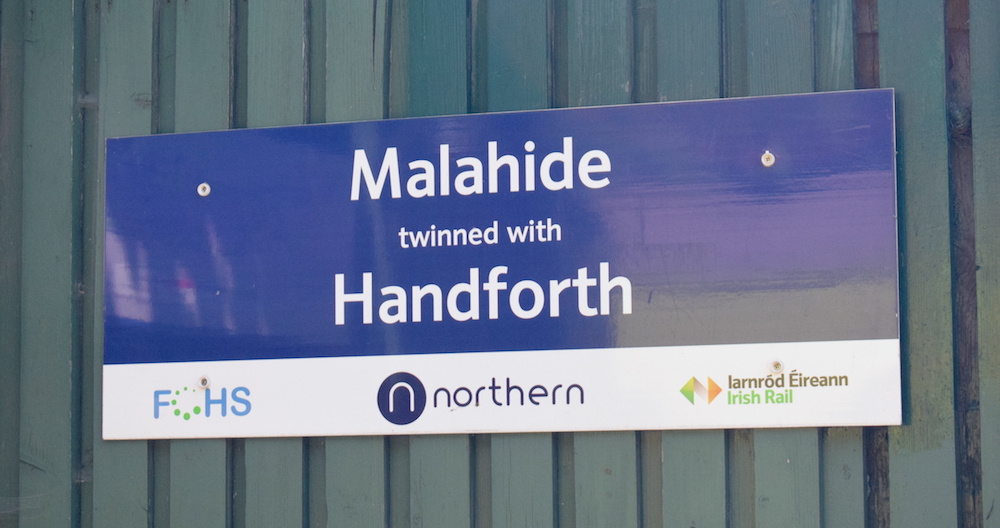 Malahide
twinned with
Handforth
FOHS
northern
Iarnród Éireann
Irish Rail